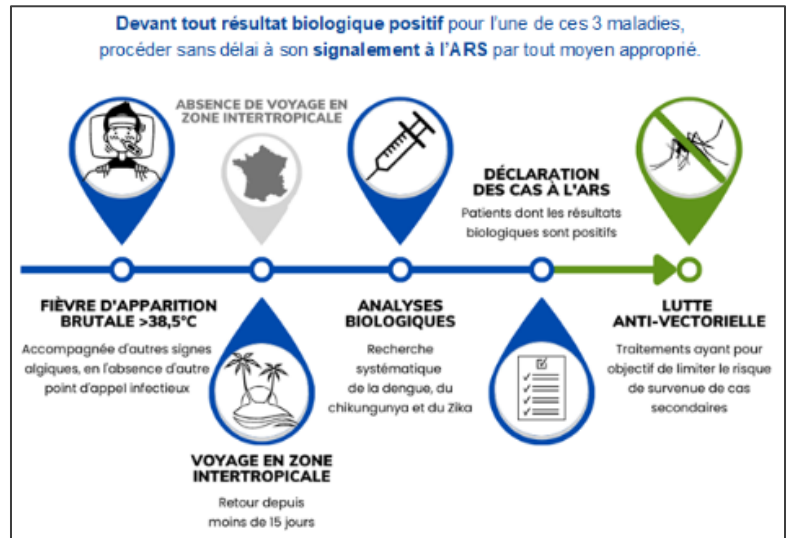 Devant tout résultat biologique positif pour l'une de ces 3 maladies,
procéder sans délai à son signalement à l'ARS par tout moyen approprié.
ABSENCE DE VOYAGE EN
ZONE INTERTROPICALE
DÉCLARATION
DES CAS À L'ARS
Patients dont les résultats
biologiques sont positifs
FIÈVRE D'APPARITION
BRUTALE >38,5°C
Accompagnée d'autres signes
algiques, en l'absence d'autre
point d'appel infectieux
VOYAGE EN ZONE
INTERTROPICALE
Retour depuis
moins de 15 jours
ANALYSES
BIOLOGIQUES
Recherche
systématique
de la dengue, du
chikungunya et du Zika
LUTTE
ANTI-VECTORIELLE
Traitements ayant pour
objectif de limiter le risque
de survenue de cas
secondaires